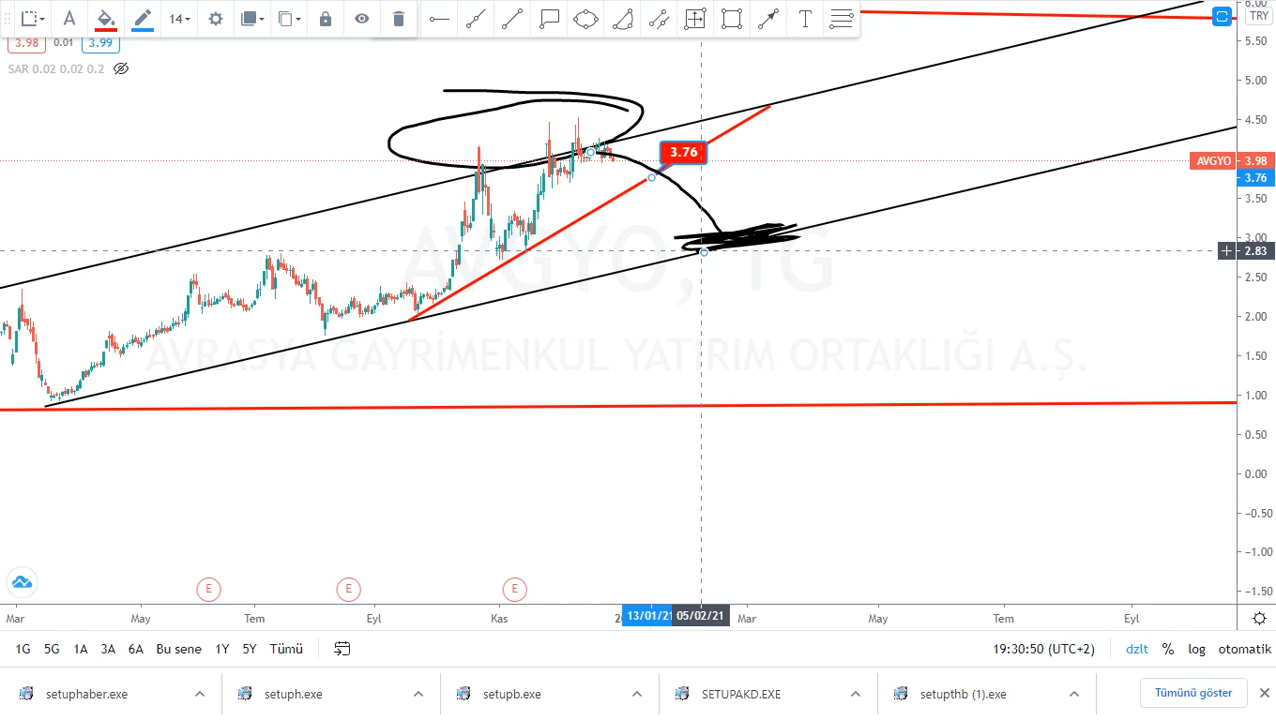 14
6.00
TRY
5.50
3.98 0.01 3.99
SAR 0.02 0.02 0.2
5.00
4.50
3.76
AVGYO 3.98
3.76
3.50
3.00
2.83
AVGYO, 1G
2.50
2.00
AVRASYA GAYRİMENKUL YATIRIM ORTAKLIĞI A.Ş.
1.50
1.00
0.50
0.00
−0.50
−1.00
−1.50
E E E
Mar May Tem Eyl Kas 13/01/21 05/02/21 Mar May Tem Eyl
1G 5G 1A 3A 6A Bu sene 1Y 5Y Tümü 19:30:50 (UTC+2) dzlt % log otomatik
setuphaber.exe setuph.exe setuppb.exe SETUPAKD.EXE setupthb (1).exe Tümünü göster